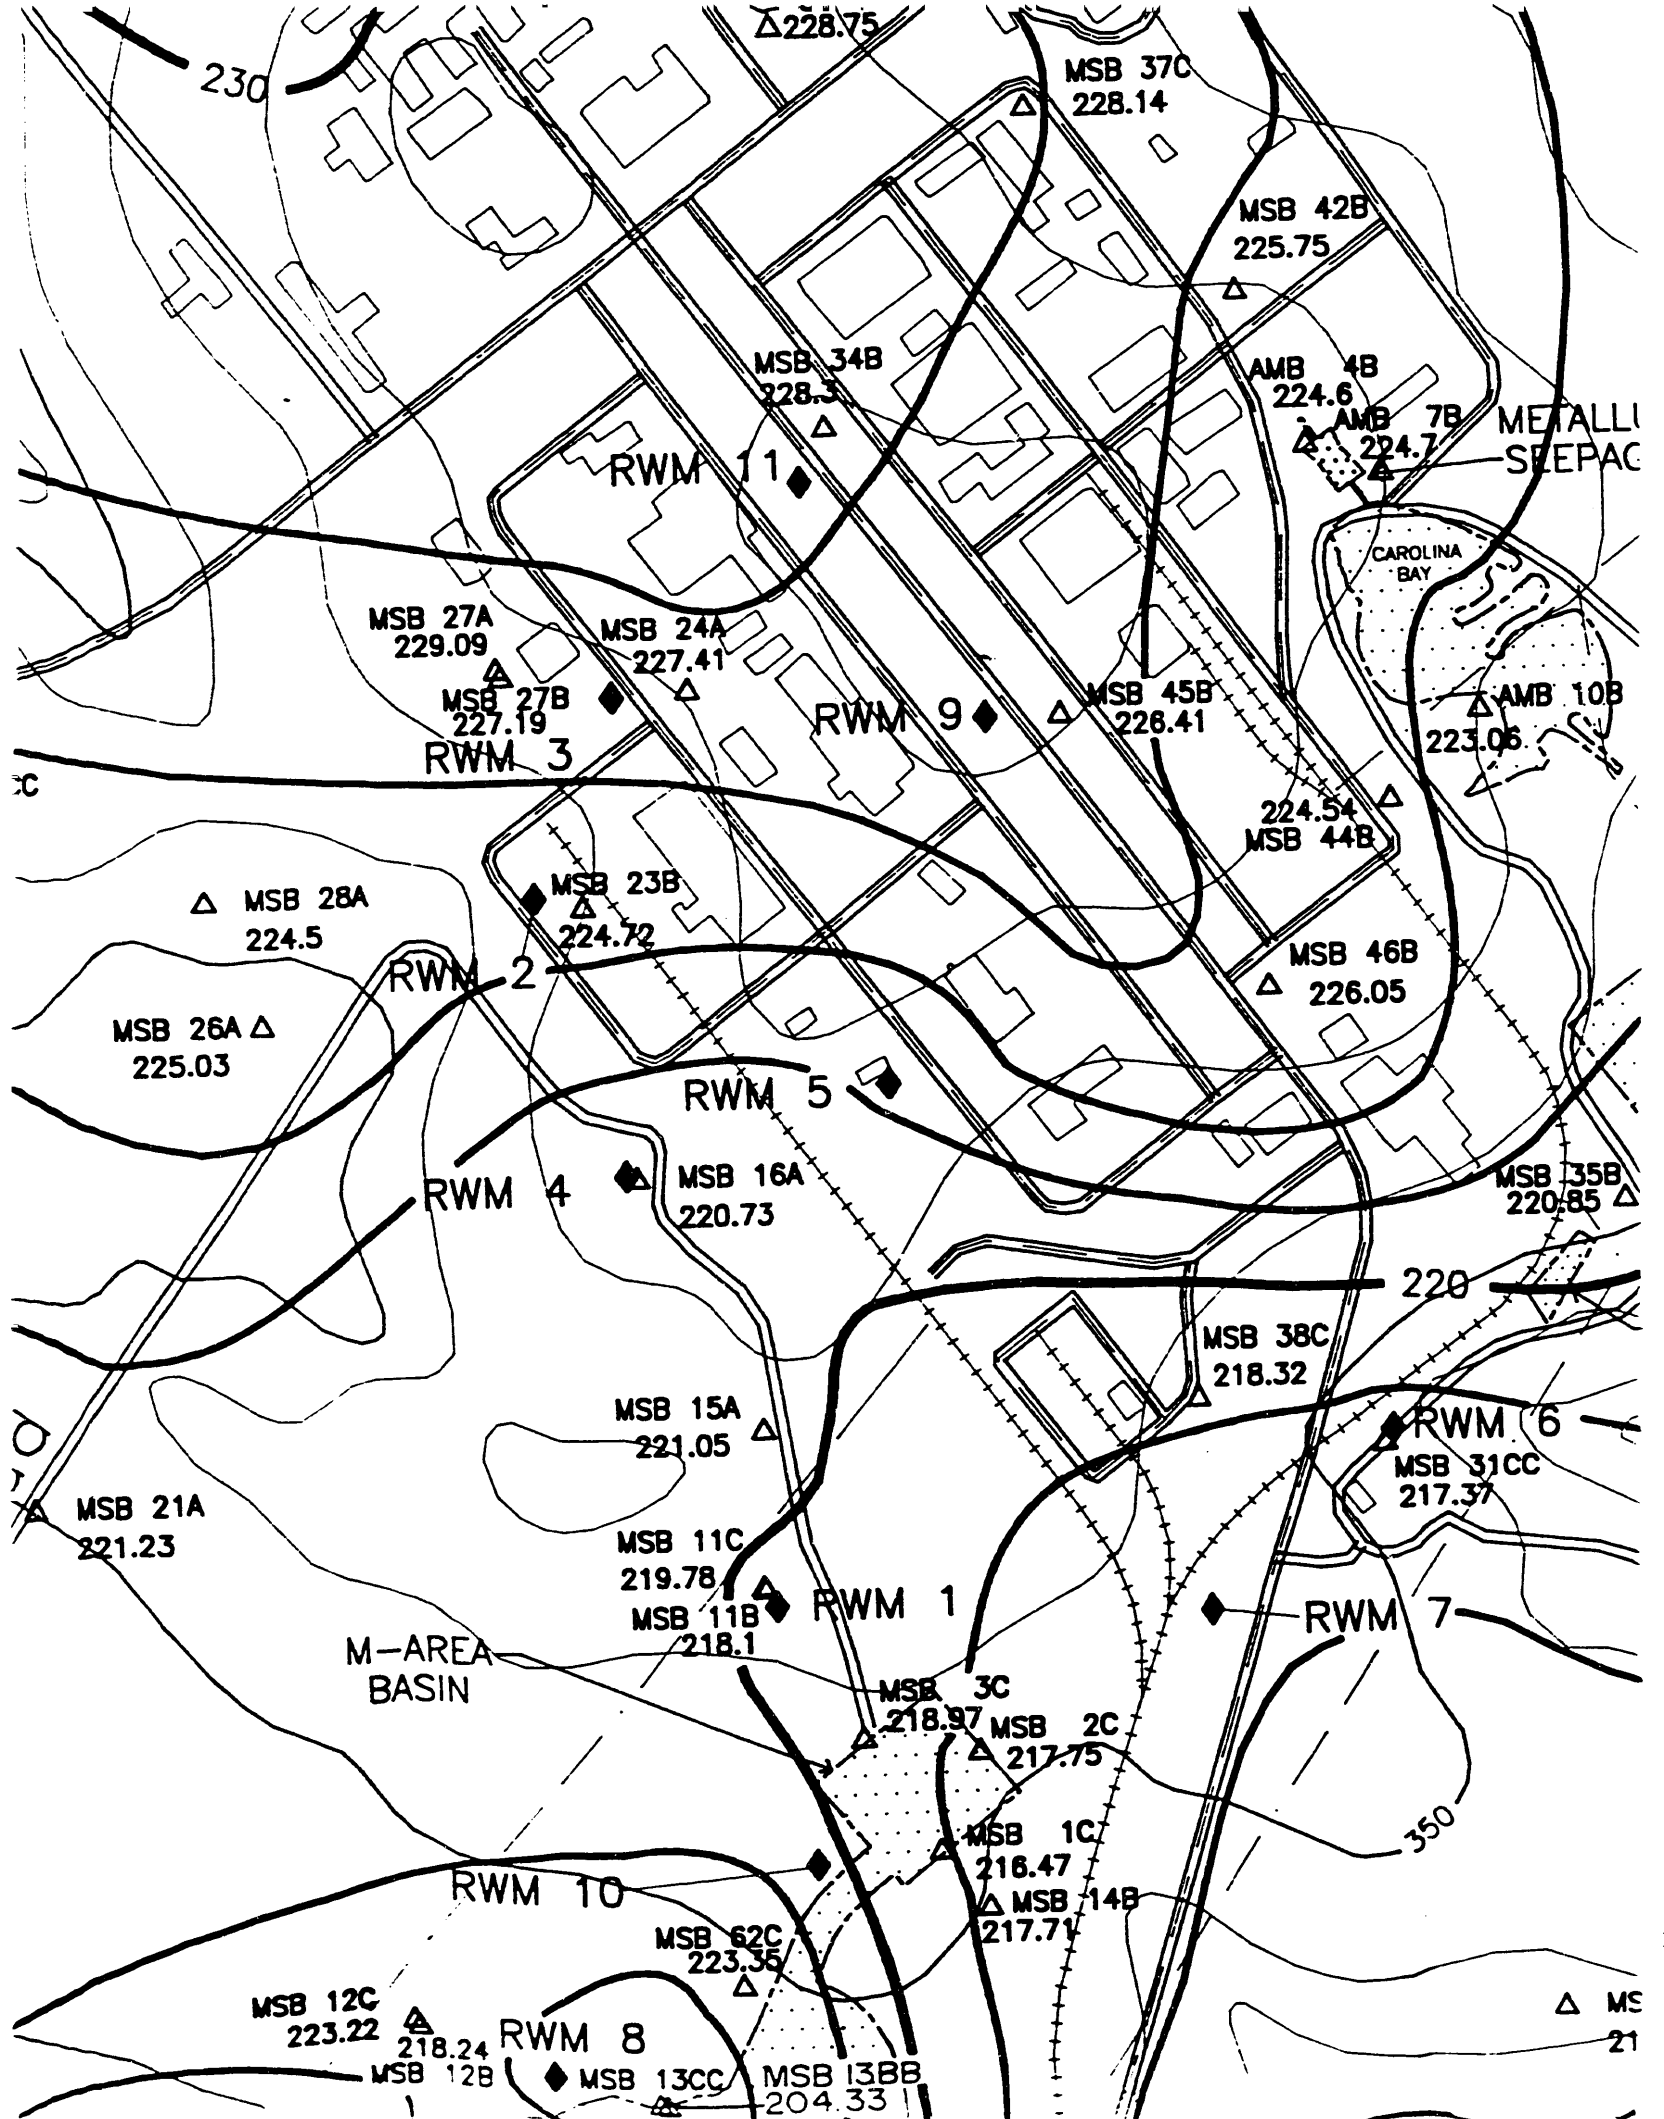 228.75
MSB 37C
228.14
230
MSB 42B
225.75
MSB 34B
228.3
AMB 4B
224.6
AMB 7B
224.7
METALLU
SEEPAG
RWM 11
CAROLINA
BAY
MSB 27A
229.09
MSB 24A
227.41
MSB 27B
227.19
RWM 3
RWM 9
MSB 45B
226.41
AMB 10B
223.06
CC
224.54
MSB 44B
MSB 28A
224.5
MSB 23B
224.72
RWM 2
MSB 46B
226.05
MSB 26A
225.03
RWM 5
RWM 4
MSB 16A
220.73
MSB 35B
220.85
220
MSB 38C
218.32
MSB 15A
221.05
RWM 6
MSB 31CC
217.37
MSB 21A
221.23
MSB 11C
219.78
MSB 11B
218.1
RWM 1
RWM 7
M-AREA
BASIN
MSB 3C
218.97
MSB 2C
217.75
350
MSB 1C
216.47
MSB 14B
217.71
RWM 10
MSB 62C
223.35
MSB 12C
223.22
218.24
MSB 12B
RWM 8
MSB 13CC
MSB 13BB
204.33
MS
21